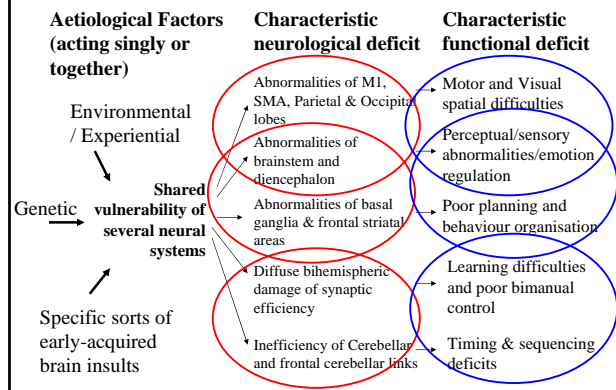 Aetiological Factors
(acting singly or
together)
Environmental
/ Experiential
Genetic
Specific sorts of
early-acquired
brain insults
Shared
vulnerability of
several neural
systems
Characteristic
neurological deficit
Abnormalities of M1,
SMA, Parietal & Occipital
lobes
Abnormalities of
brainstem and
diencephalon
Abnormalities of basal
ganglia & frontal striatal
areas
Diffuse bihemispheric
damage of synaptic
efficiency
Inefficiency of Cerebellar
and frontal cerebellar links
Characteristic
functional deficit
Motor and Visual
spatial difficulties
Perceptual/sensory
abnormalities/emotion
regulation
Poor planning and
behaviour organisation
Learning difficulties
and poor bimanual
control
Timing & sequencing
deficits